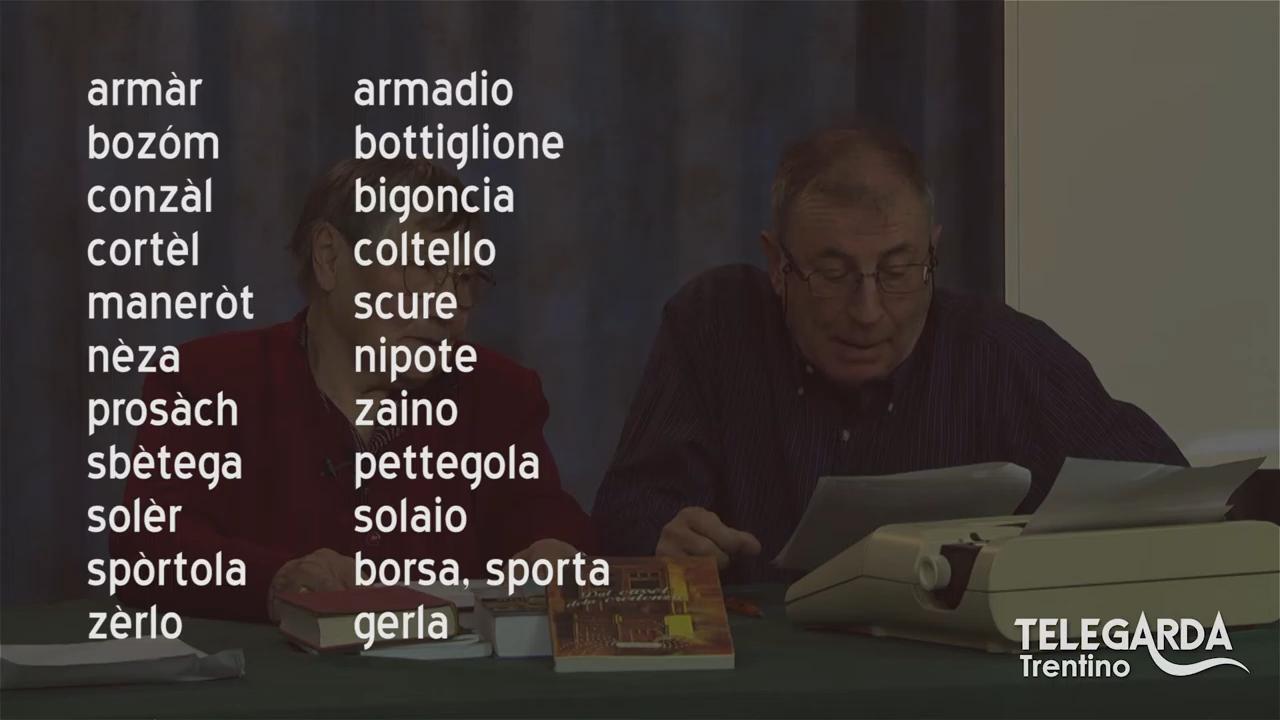 armàr armadio
bozóm bottiglione
conzàl bigoncia
cortèl coltello
maneròt scure
nèza nipote
prosàch zaino
sbètega pettegola
solèr solaio
spòrtola borsa, sporta
zèrlo gerla
TELEGARDA
Trentino